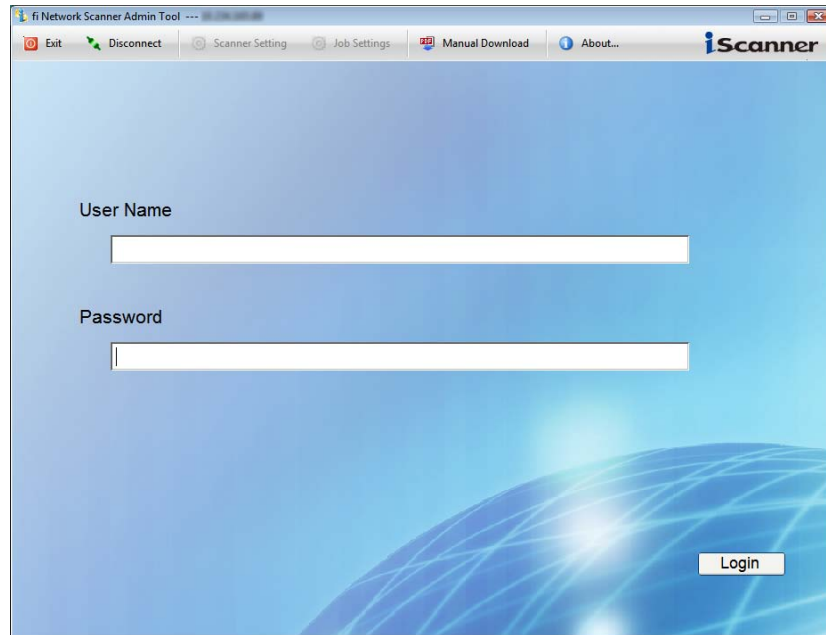 fi Network Scanner Admin Tool ---
Exit Disconnect Scanner Setting Job Settings Manual Download About... iScanner
User Name
Password
Login